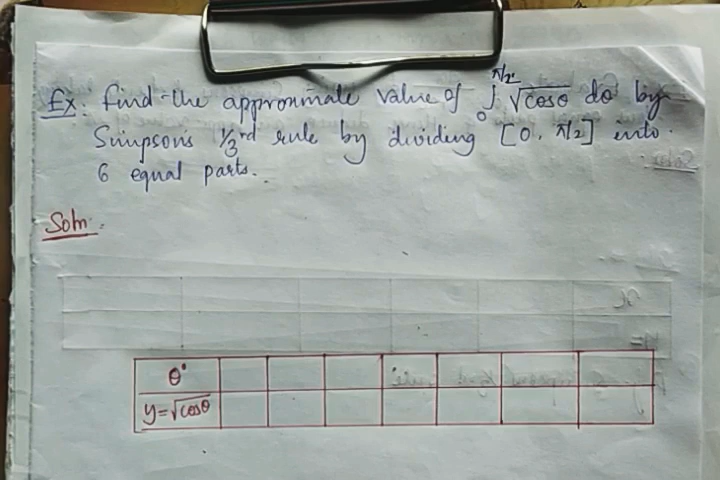 Ex: Find the approximate value of ∫₀^π/2 √cosθ dθ by
Simpson's 1/3rd rule by dividing [0, π/2] into
6 equal parts.
Soln:
θ°
y=√cosθ